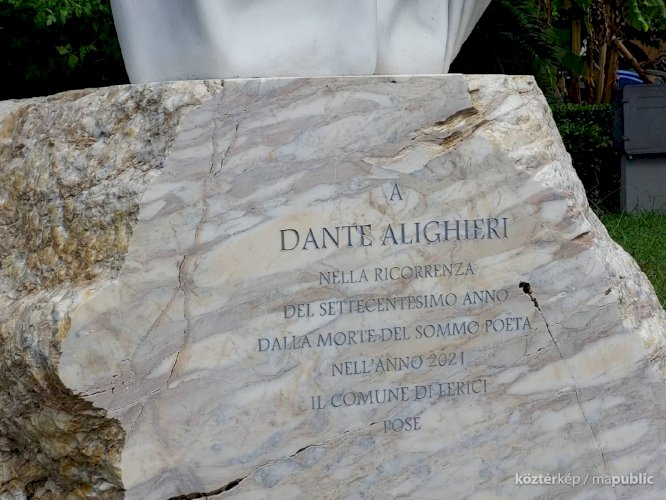 A
DANTE ALIGHIERI
NELLA RICORRENZA
DEL SETTECENTESIMO ANNO
DALLA MORTE DEL SOMMO POETA
NELL'ANNO 2021
IL COMUNE DI LERICI
POSE
köztérkép / mapublic